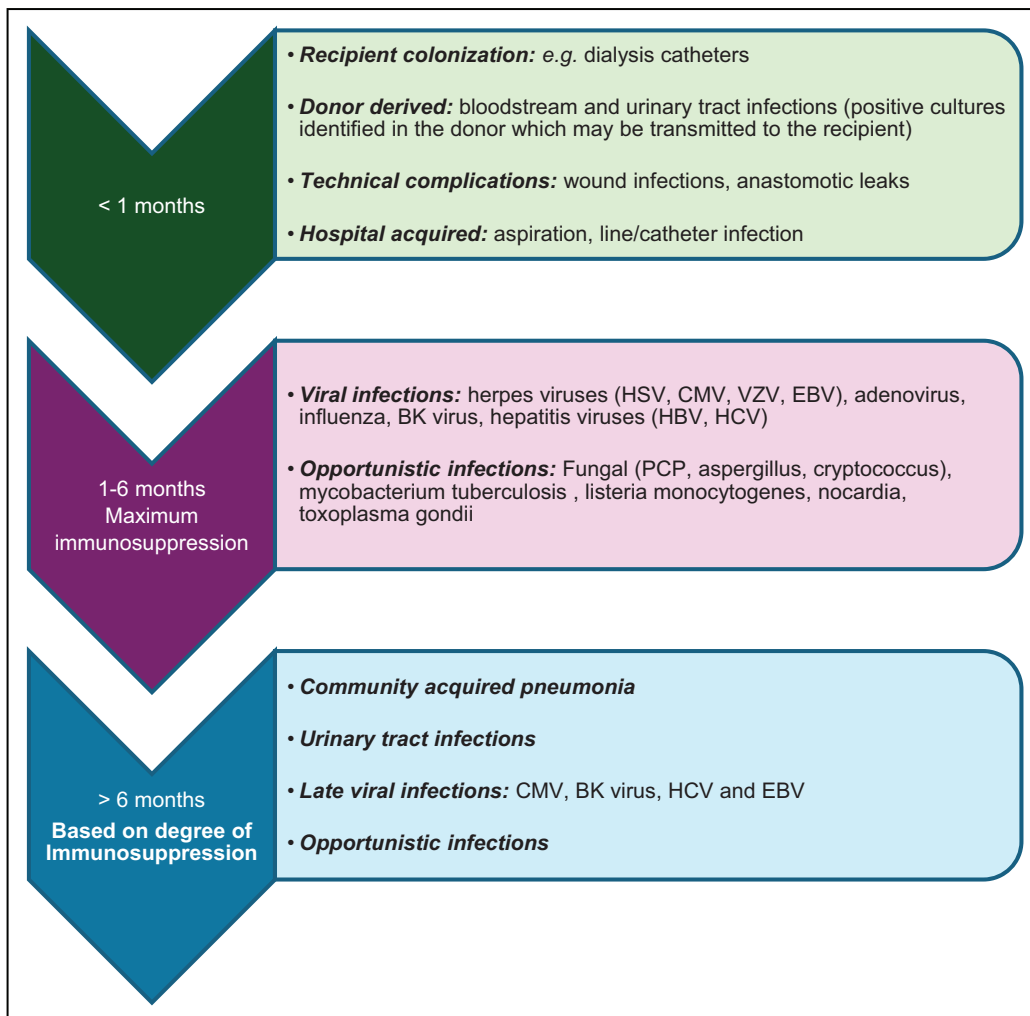 < 1 months
• Recipient colonization: e.g. dialysis catheters
• Donor derived: bloodstream and urinary tract infections (positive cultures
identified in the donor which may be transmitted to the recipient)
• Technical complications: wound infections, anastomotic leaks
• Hospital acquired: aspiration, line/catheter infection
1-6 months
Maximum
immunosuppression
• Viral infections: herpes viruses (HSV, CMV, VZV, EBV), adenovirus,
influenza, BK virus, hepatitis viruses (HBV, HCV)
• Opportunistic infections: Fungal (PCP, aspergillus, cryptococcus),
mycobacterium tuberculosis , listeria monocytogenes, nocardia,
toxoplasma gondii
> 6 months
Based on degree of
Immunosuppression
• Community acquired pneumonia
• Urinary tract infections
• Late viral infections: CMV, BK virus, HCV and EBV
• Opportunistic infections